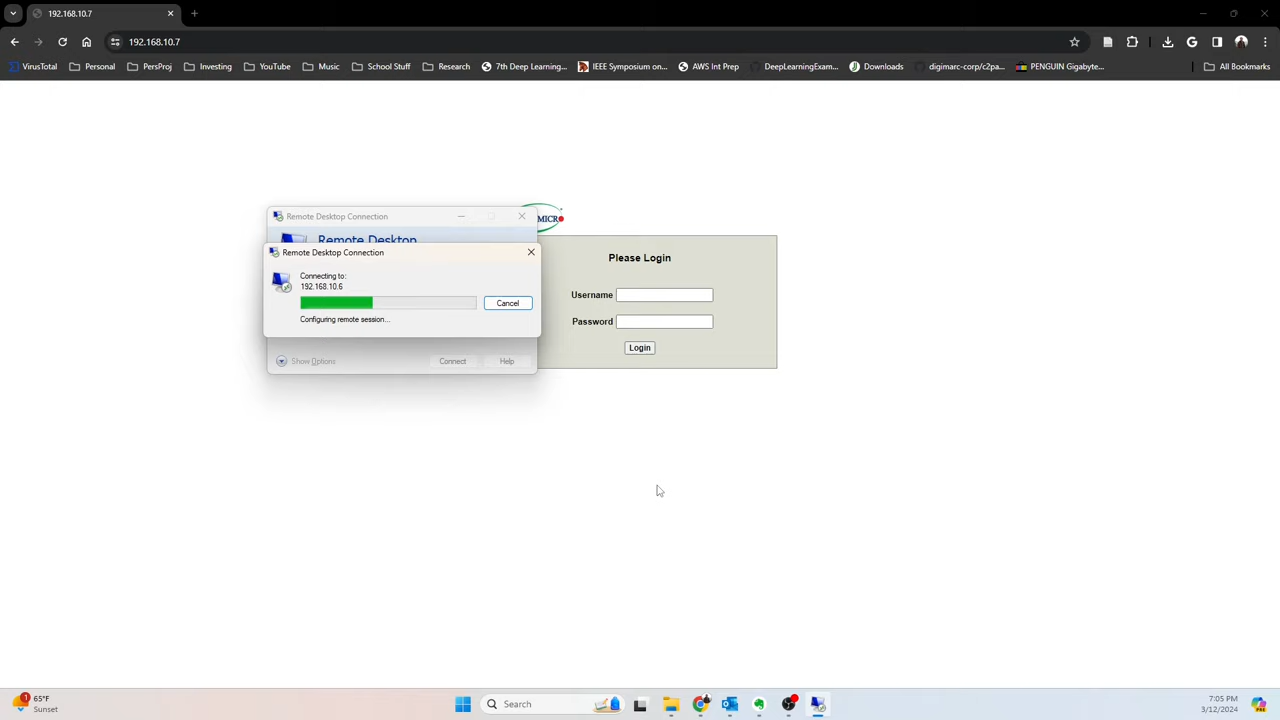 192.168.10.7
192.168.10.7
VirusTotal
Personal
PersProj
Investing
YouTube
Music
School Stuff
Research
7th Deep Learning...
IEEE Symposium on...
AWS Int Prep
DeepLearningExam...
Downloads
digimarc-corp/c2pa...
PENGUIN Gigabyte...
All Bookmarks
Remote Desktop Connection
Remote Desktop
Remote Desktop Connection
Connecting to:
192.168.10.6
Cancel
Configuring remote session...
Show Options
Connect
Help
MICR
Please Login
Username
Password
Login
1
65°F
Sunset
Search
7:05 PM
3/12/2024